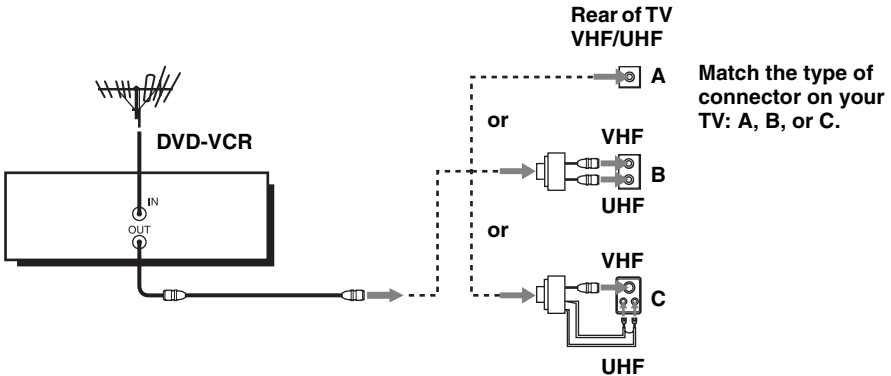 Rear of TV
VHF/UHF
A
Match the type of
connector on your
TV: A, B, or C.
or
VHF
DVD-VCR
B
IN
UHF
OUT
or
VHF
C
UHF